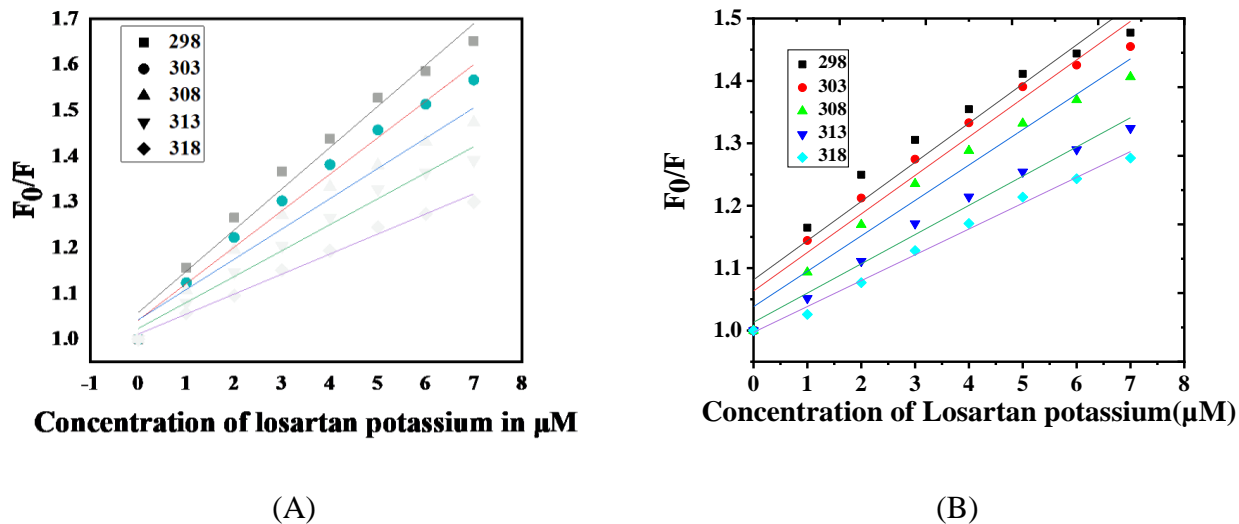 1.7
1.6
1.5
1.4
1.3
1.2
1.1
1.0
F0/F
298
303
308
313
318
-1 0 1 2 3 4 5 6 7 8
Concentration of losartan potassium in μM
(A)
B)
1.5
1.4
1.3
1.2
1.1
1.0
F0/F
298
303
308
313
318
0 1 2 3 4 5 6 7 8
Concentration of Losartan potassium(μM)
(B)
A)